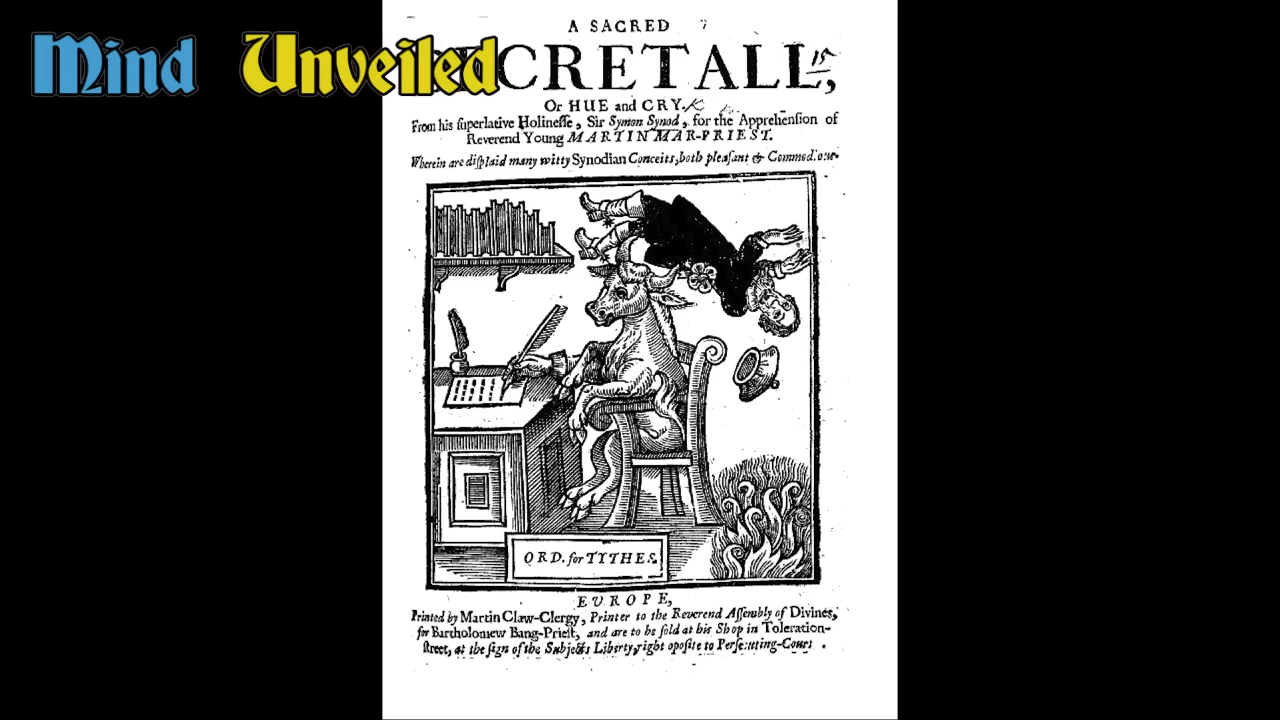 Mind Unveiled
A SACRED
CRETALL,
15
Or HUE and CRY.
From his ſuperlative Holineſſe, Sir Symon Synod, for the Apprehenſion of
Reverend Young MARTIN MAR-PRIEST.
Wherein are diſplaid many witty Synodian Conceits, both pleaſant & Commod
ORD. for TYTHES.
EUROPE,
Printed by Martin Claw-Clergy, Printer to the Reverend Aſſembly of Divines,
for Bartholomew Bang-Prieſt, and are to be ſold at his Shop in Toleration-
ſtreet, at the ſign of the Subjects Liberty, right opoſite to Perſecuting-Court.